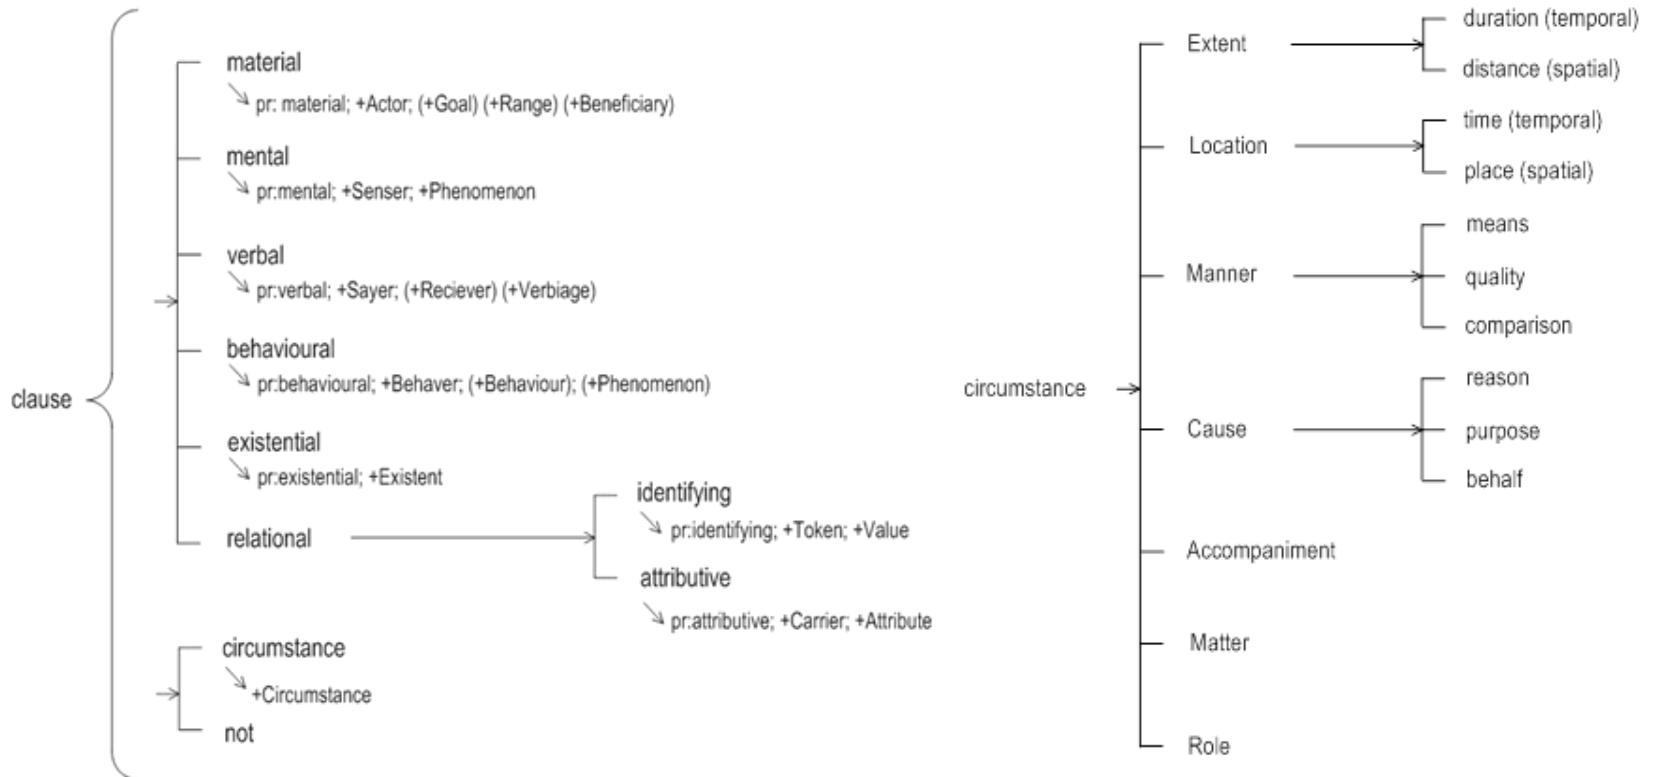 clause
material
pr: material; +Actor; (+Goal) (+Range) (+Beneficiary)
mental
pr:mental; +Senser; +Phenomenon
verbal
pr:verbal; +Sayer; (+Reciever) (+Verbiage)
behavioural
pr:behavioural; +Behaver; (+Behaviour); (+Phenomenon)
existential
pr:existential; +Existent
relational
identifying
pr:identifying; +Token; +Value
attributive
pr:attributive; +Carrier; +Attribute
circumstance
+Circumstance
not
circumstance
Extent
duration (temporal)
distance (spatial)
Location
time (temporal)
place (spatial)
Manner
means
quality
comparison
Cause
reason
purpose
behalf
Accompaniment
Matter
Role